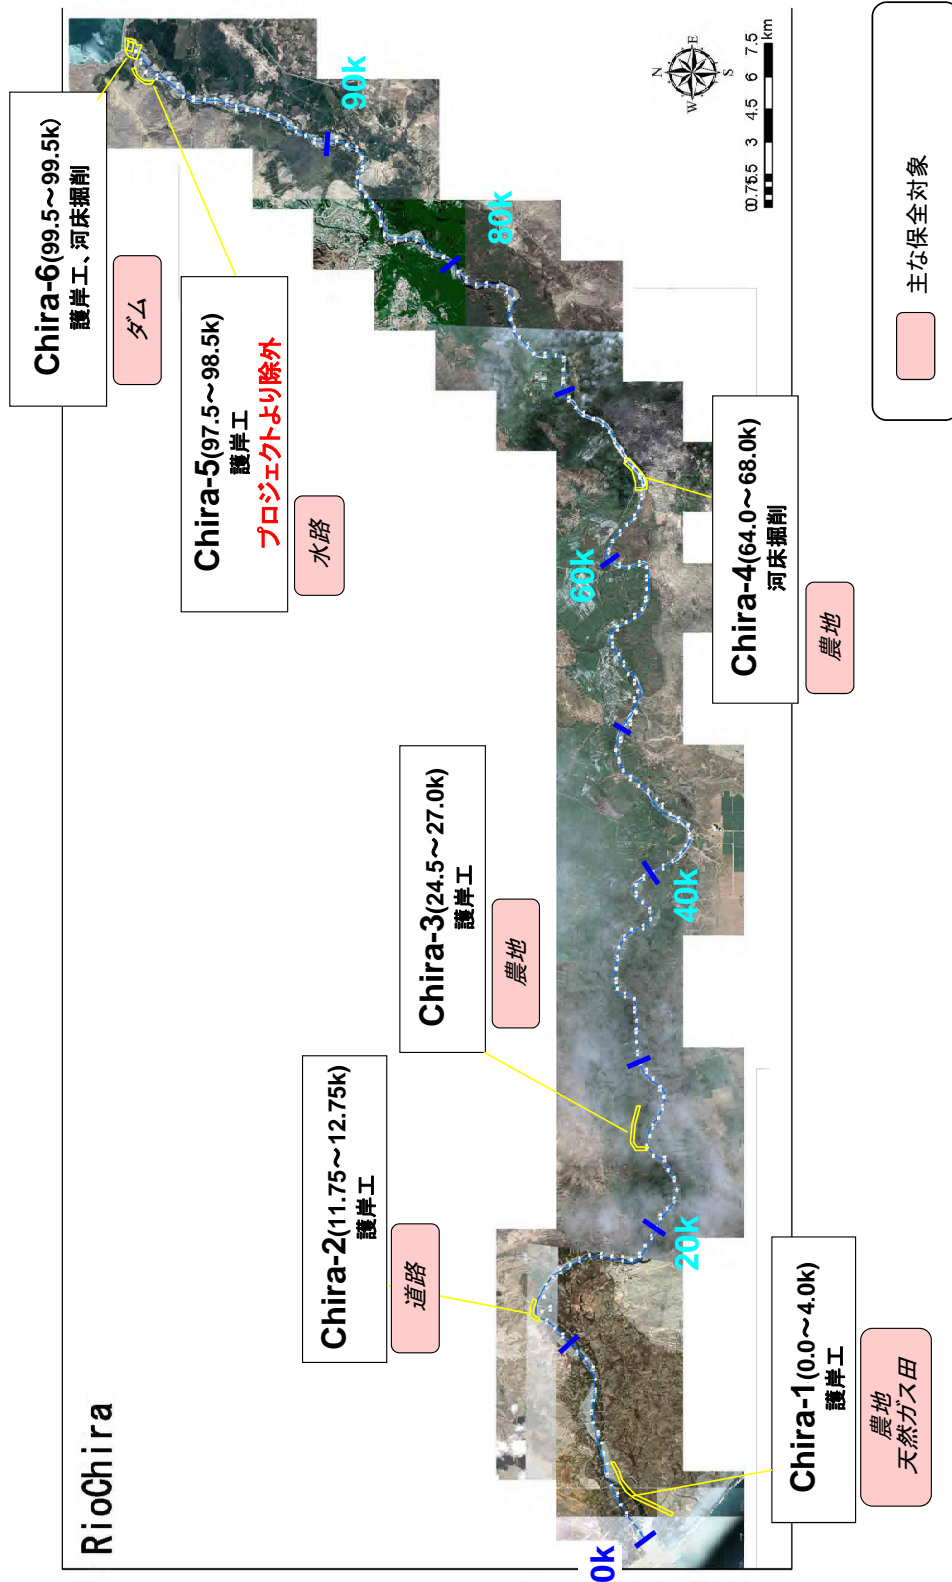 RioChira
Chira-1(0.0～4.0k)
護岸工
農地
天然ガス田
Chira-2(11.75～12.75k)
護岸工
道路
Chira-3(24.5～27.0k)
護岸工
農地
Chira-4(64.0～68.0k)
河床掘削
農地
Chira-5(97.5～98.5k)
護岸工
プロジェクトより除外
水路
Chira-6(99.5～99.5k)
護岸工、河床掘削
ダム
0k
20k
40k
60k
80k
90k
N
W
E
S
00.751.5 3 4.5 6 7.5
km
主な保全対象